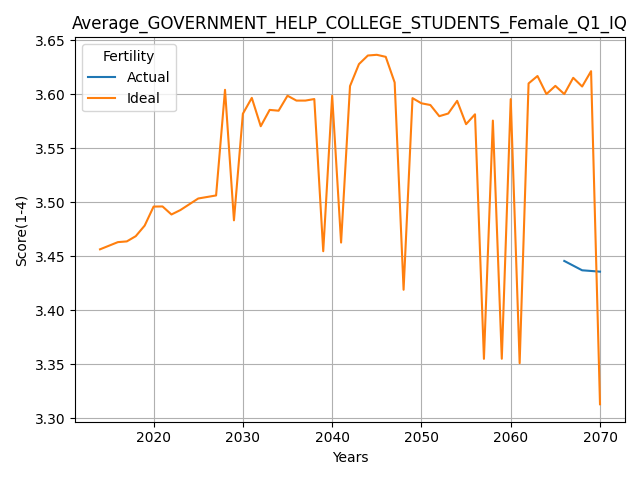 Average_GOVERNMENT_HELP_COLLEGE_STUDENTS_Female_Q1_IQ
Fertility
Actual
Ideal
Score(1-4)
3.65
3.60
3.55
3.50
3.45
3.40
3.35
3.30
2020 2030 2040 2050 2060 2070
Years